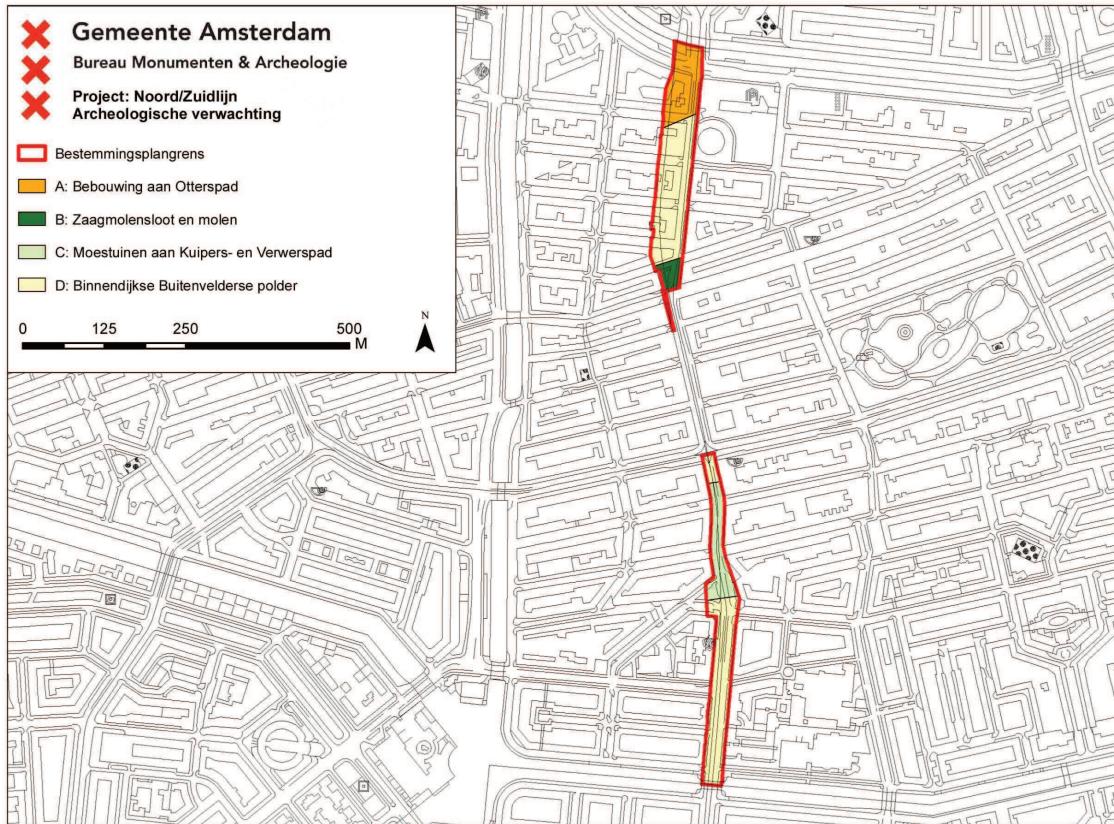 Gemeente Amsterdam
Bureau Monumenten & Archeologie
Project: Noord/Zuidlijn
Archeologische verwachting
Bestemmingsplangrens
A: Bebouwing aan Otterspad
B: Zaagmolensloot en molen
C: Moestuinen aan Kuipers- en Verwerspad
D: Binnendijkse Buitenvelderse polder
0 125 250 500
M
N